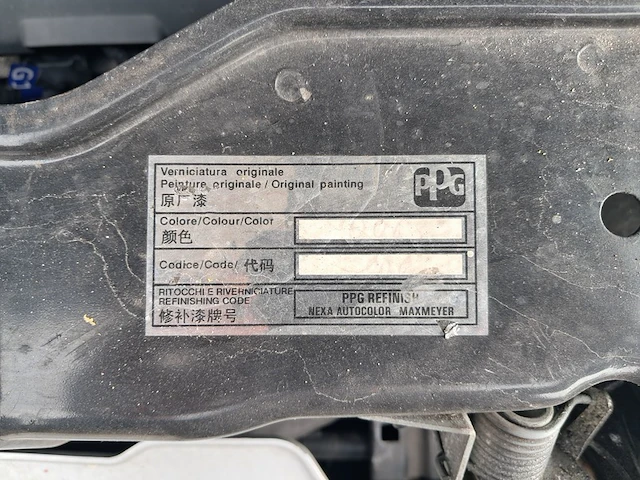 Verniciatura originale
Peinture originale / Original painting
原厂漆
PPG
Colore/Colour/Color
颜色
Codice/Code/ 代码
RITOCCHI E RIVERNICIATURE
REFINISHING CODE
修补漆牌号
PPG REFINISH
NEXA AUTOCOLOR MAXMEYER